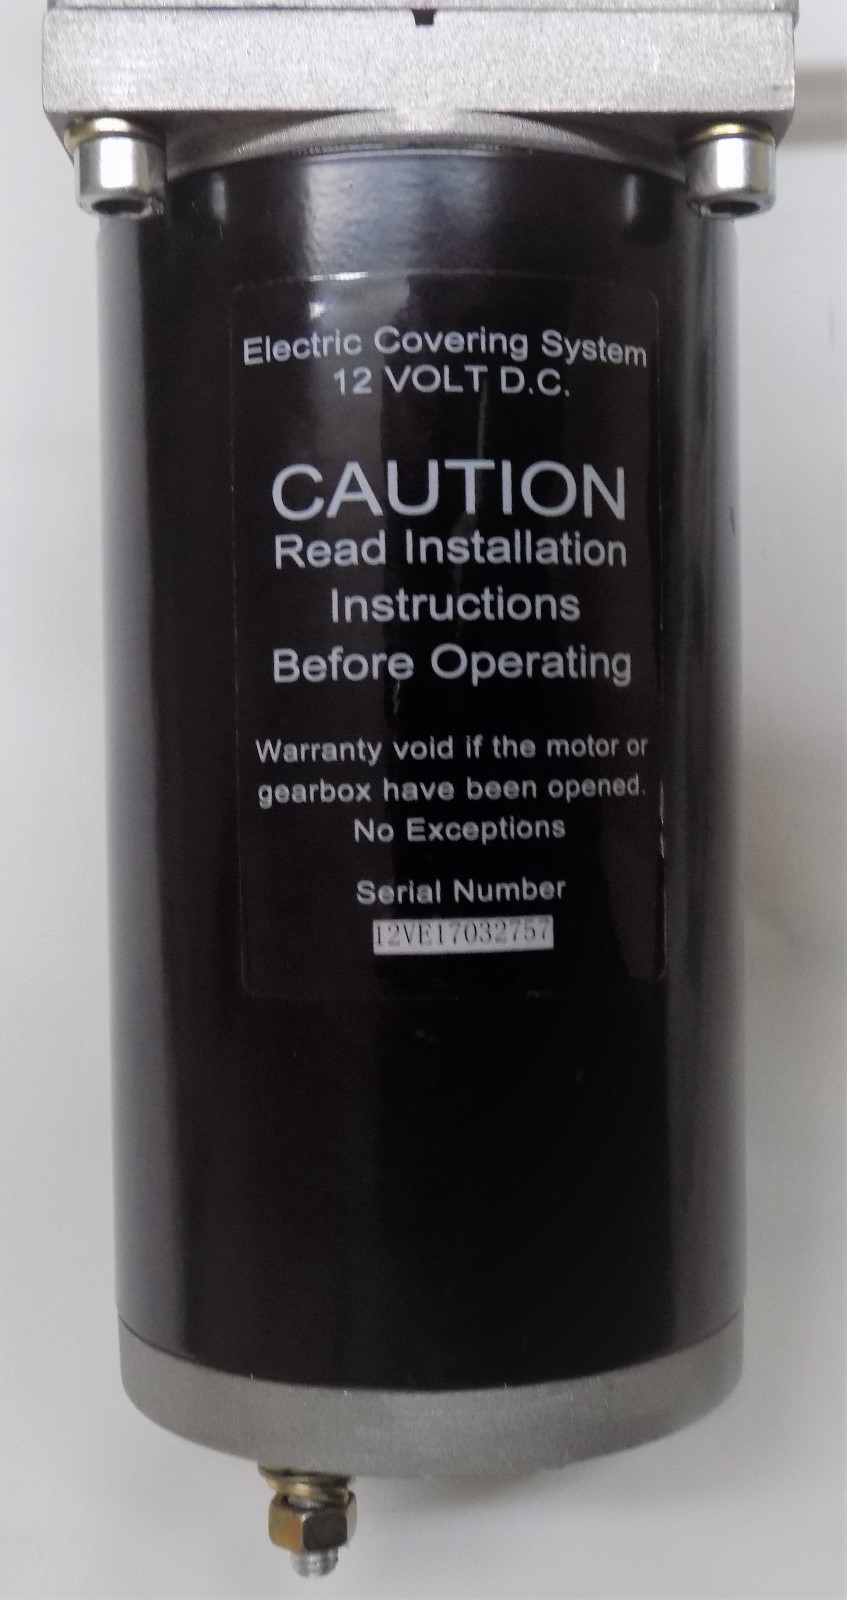 Electric Covering System
12 VOLT D.C.
CAUTION
Read Installation
Instructions
Before Operating
Warranty void if the motor or
gearbox have been opened.
No Exceptions
Serial Number
12VE17032757